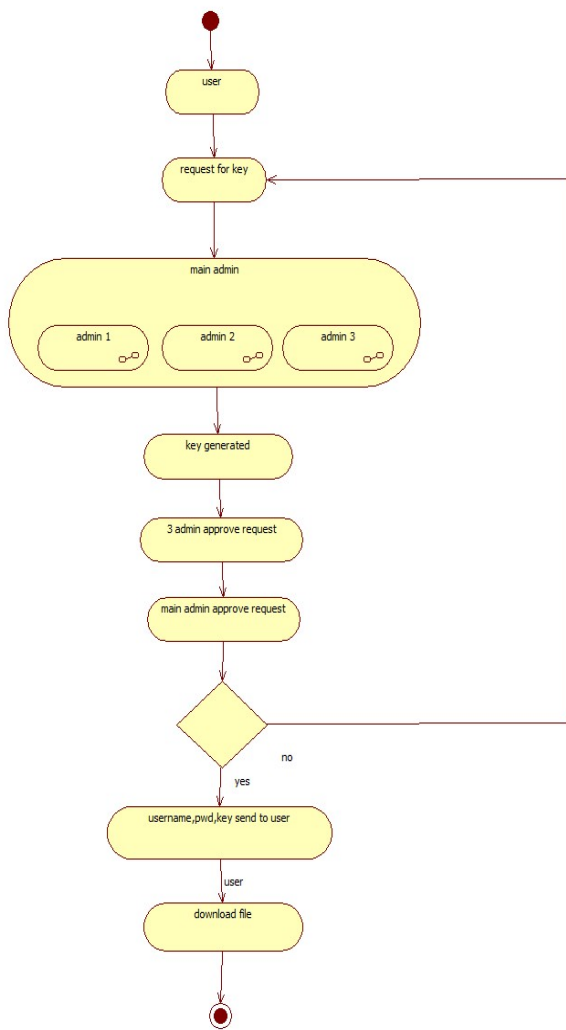 user
request for key
main admin
admin 1
admin 2
admin 3
key generated
3 admin approve request
main admin approve request
no
yes
username,pwd,key send to user
user
download file